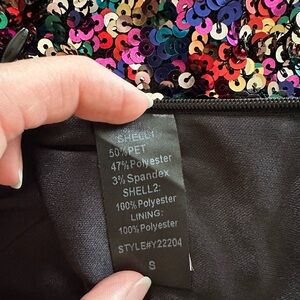 SHELL1:
50%PET
47%Polyester
3%Spandex
SHELL2:
100%Polyester
LINING:
100%Polyester
STYLE#Y22204
S